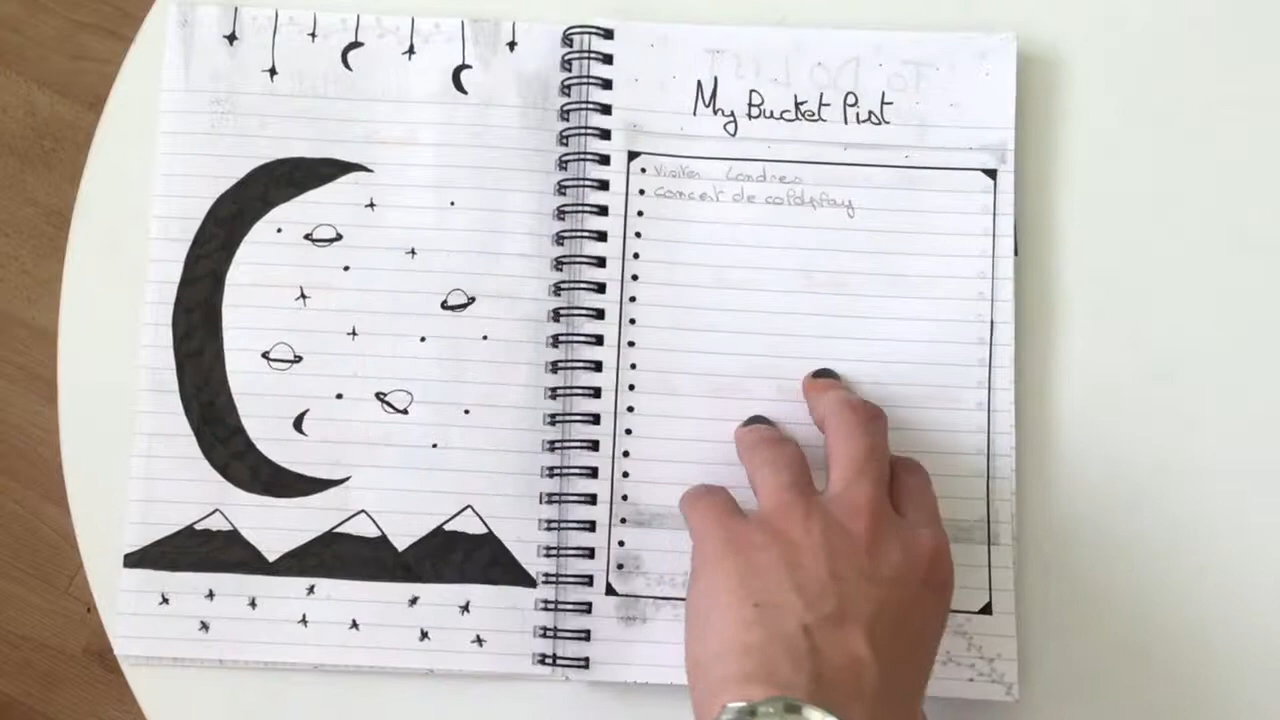 My Bucket List
• Visiter Londres
• concert de coldplay